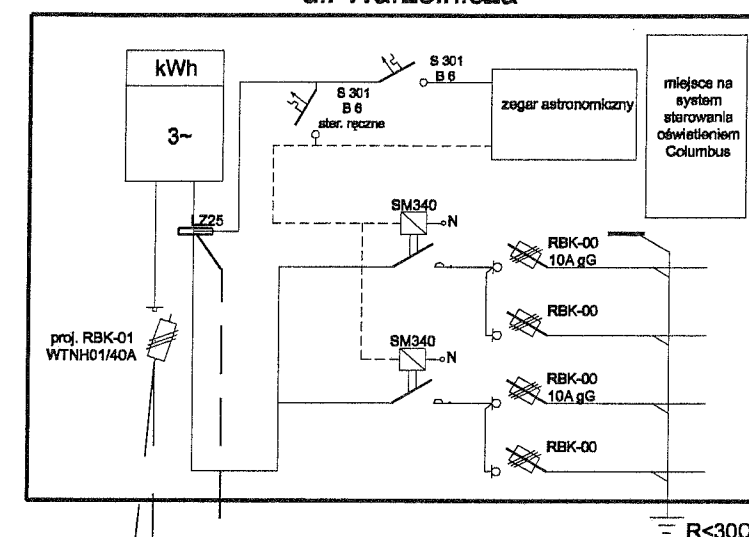 kWh
3~
S 301
B 6
ster. ręczne
S 301
B 6
zegar astronomiczny
miejsce na
system
sterowania
oświetleniem
Columbus
LZ25
SM340
N
RBK-00
10A gG
RBK-00
proj. RBK-01
WTNH01/40A
SM340
N
RBK-00
10A gG
RBK-00